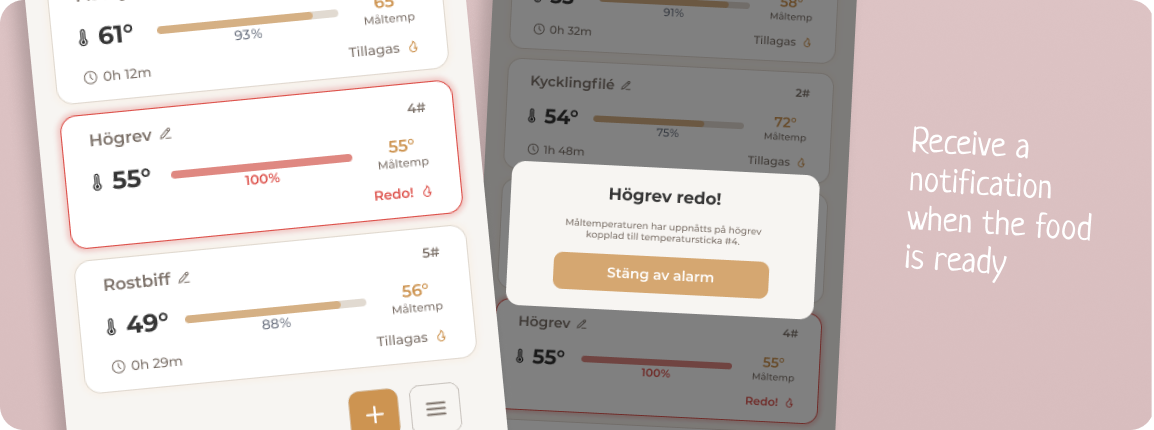 61°
93%
65°
Måltemp
0h 12m
Tillagas
4#
Högrev
55°
100%
55°
Måltemp
Redo!
5#
Rostbiff
49°
88%
56°
Måltemp
0h 29m
Tillagas
91%
58°
Måltemp
0h 32m
Tillagas
Kycklingfilé
2#
54°
75%
72°
Måltemp
1h 48m
Tillagas
Högrev redo!
Måltemperaturen har uppnåtts på högrev
kopplad till temperatursticka #4.
Stäng av alarm
Högrev
4#
55°
100%
55°
Måltemp
Redo!
Receive a
notification
when the food
is ready